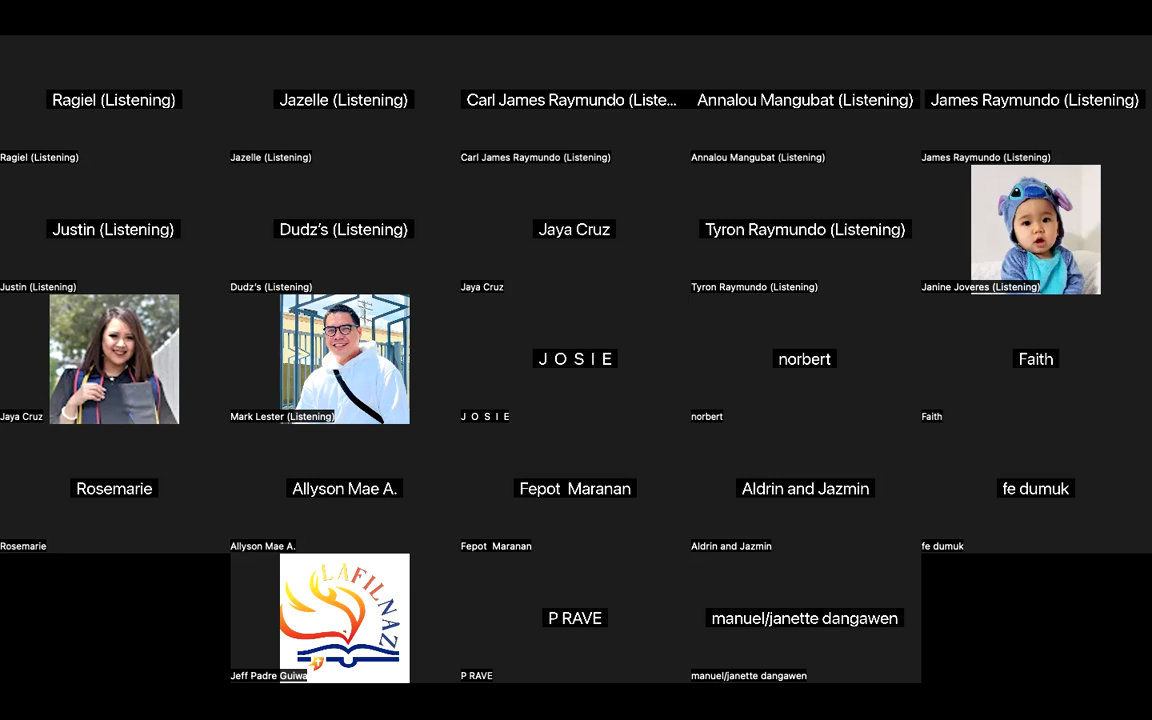 Ragiel (Listening)
Jazelle (Listening)
Carl James Raymundo (Liste...
Annalou Mangubat (Listening)
James Raymundo (Listening)
Ragiel (Listening)
Jazelle (Listening)
Carl James Raymundo (Listening)
Annalou Mangubat (Listening)
James Raymundo (Listening)
Justin (Listening)
Dudz’s (Listening)
Jaya Cruz
Tyron Raymundo (Listening)
Justin (Listening)
Dudz’s (Listening)
Jaya Cruz
Tyron Raymundo (Listening)
Janine Joveres (Listening)
J O S I E
norbert
Faith
Jaya Cruz
Mark Lester (Listening)
J O S I E
norbert
Faith
Rosemarie
Allyson Mae A.
Fepot  Maranan
Aldrin and Jazmin
fe dumuk
Rosemarie
Allyson Mae A.
Fepot  Maranan
Aldrin and Jazmin
fe dumuk
LAFILNAZ
P RAVE
manuel/janette dangawen
Jeff Padre Guiwa
P RAVE
manuel/janette dangawen